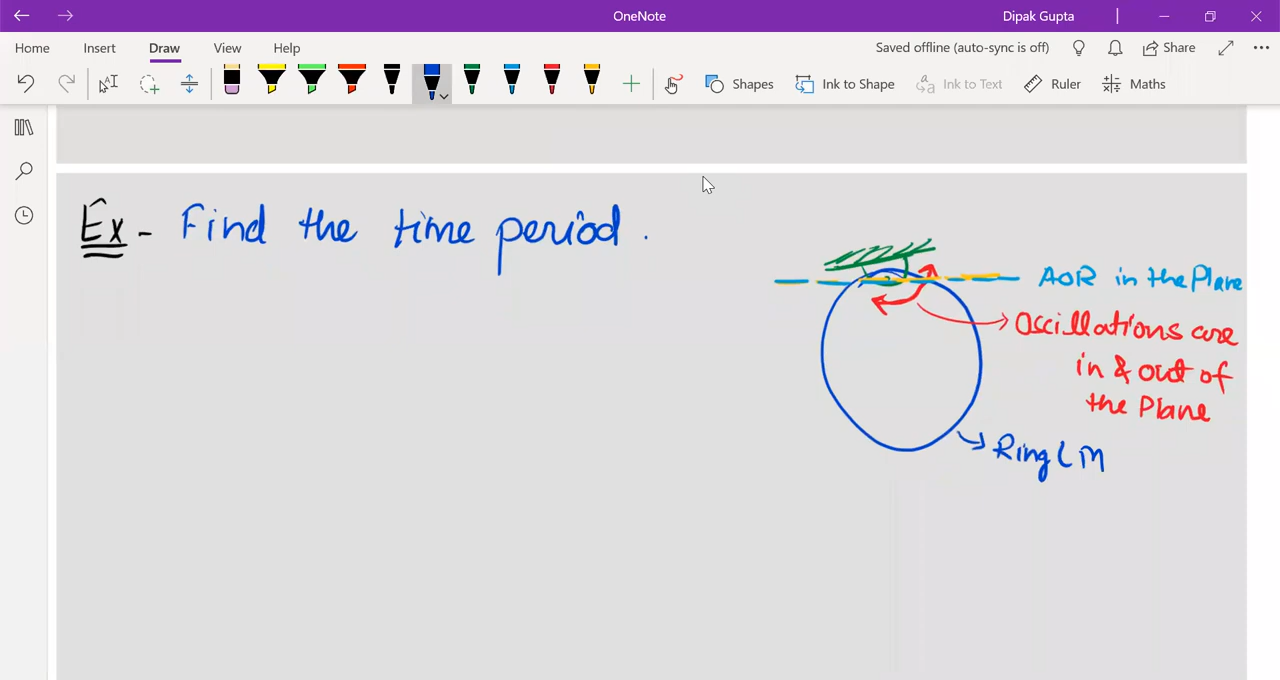 OneNote
Dipak Gupta
Home Insert Draw View Help
Saved offline (auto-sync is off)
Share
Shapes
Ink to Shape
Ink to Text
Ruler
Maths
Ex - Find the time period.
AOR in the Plane
Oscillations are
in & out of
the Plane
Ring (M